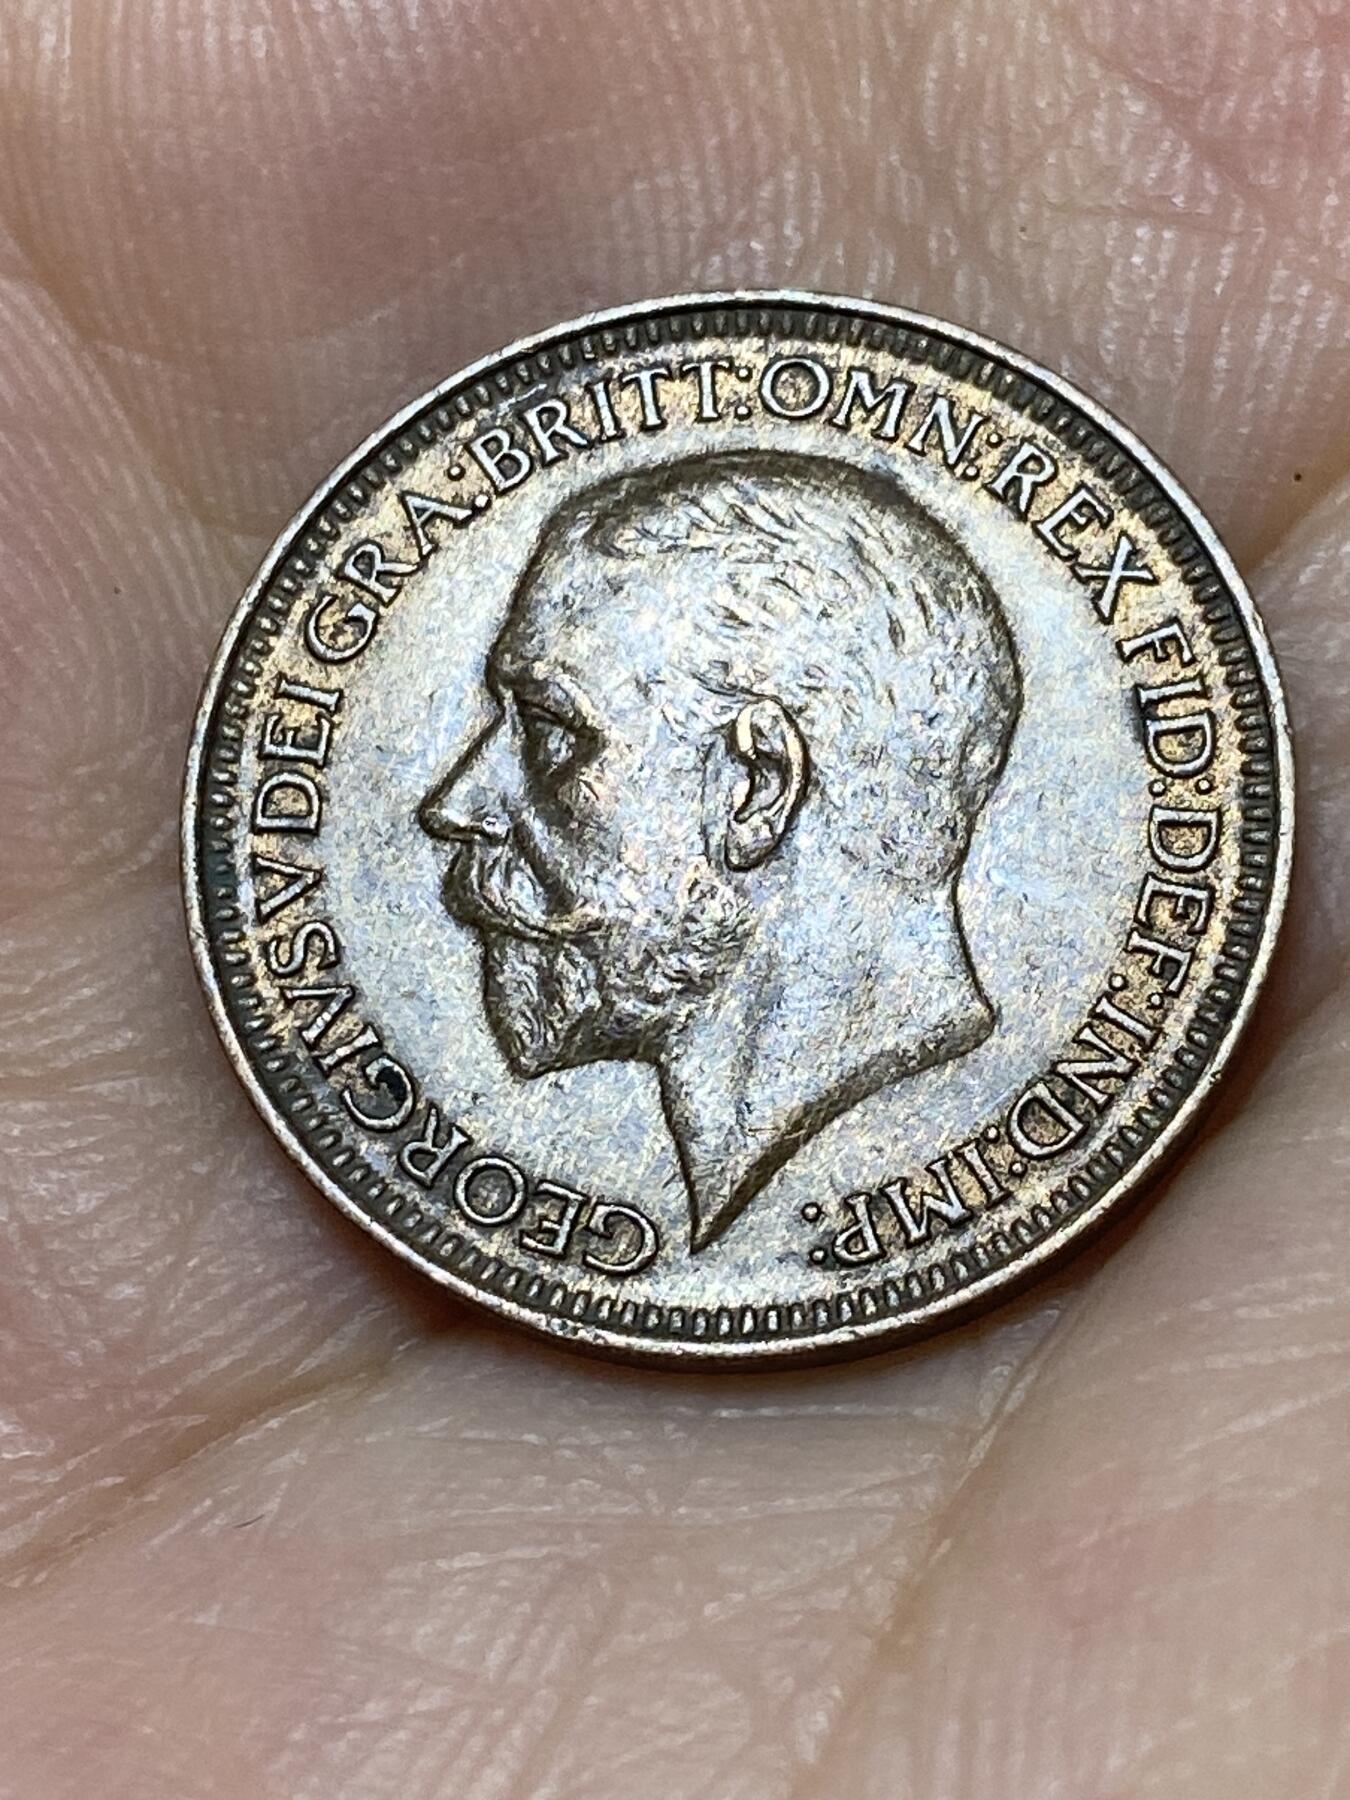 GEORGIVS V DEI GRA: BRITT: OMN: REX FID: DEF: IND: IMP: